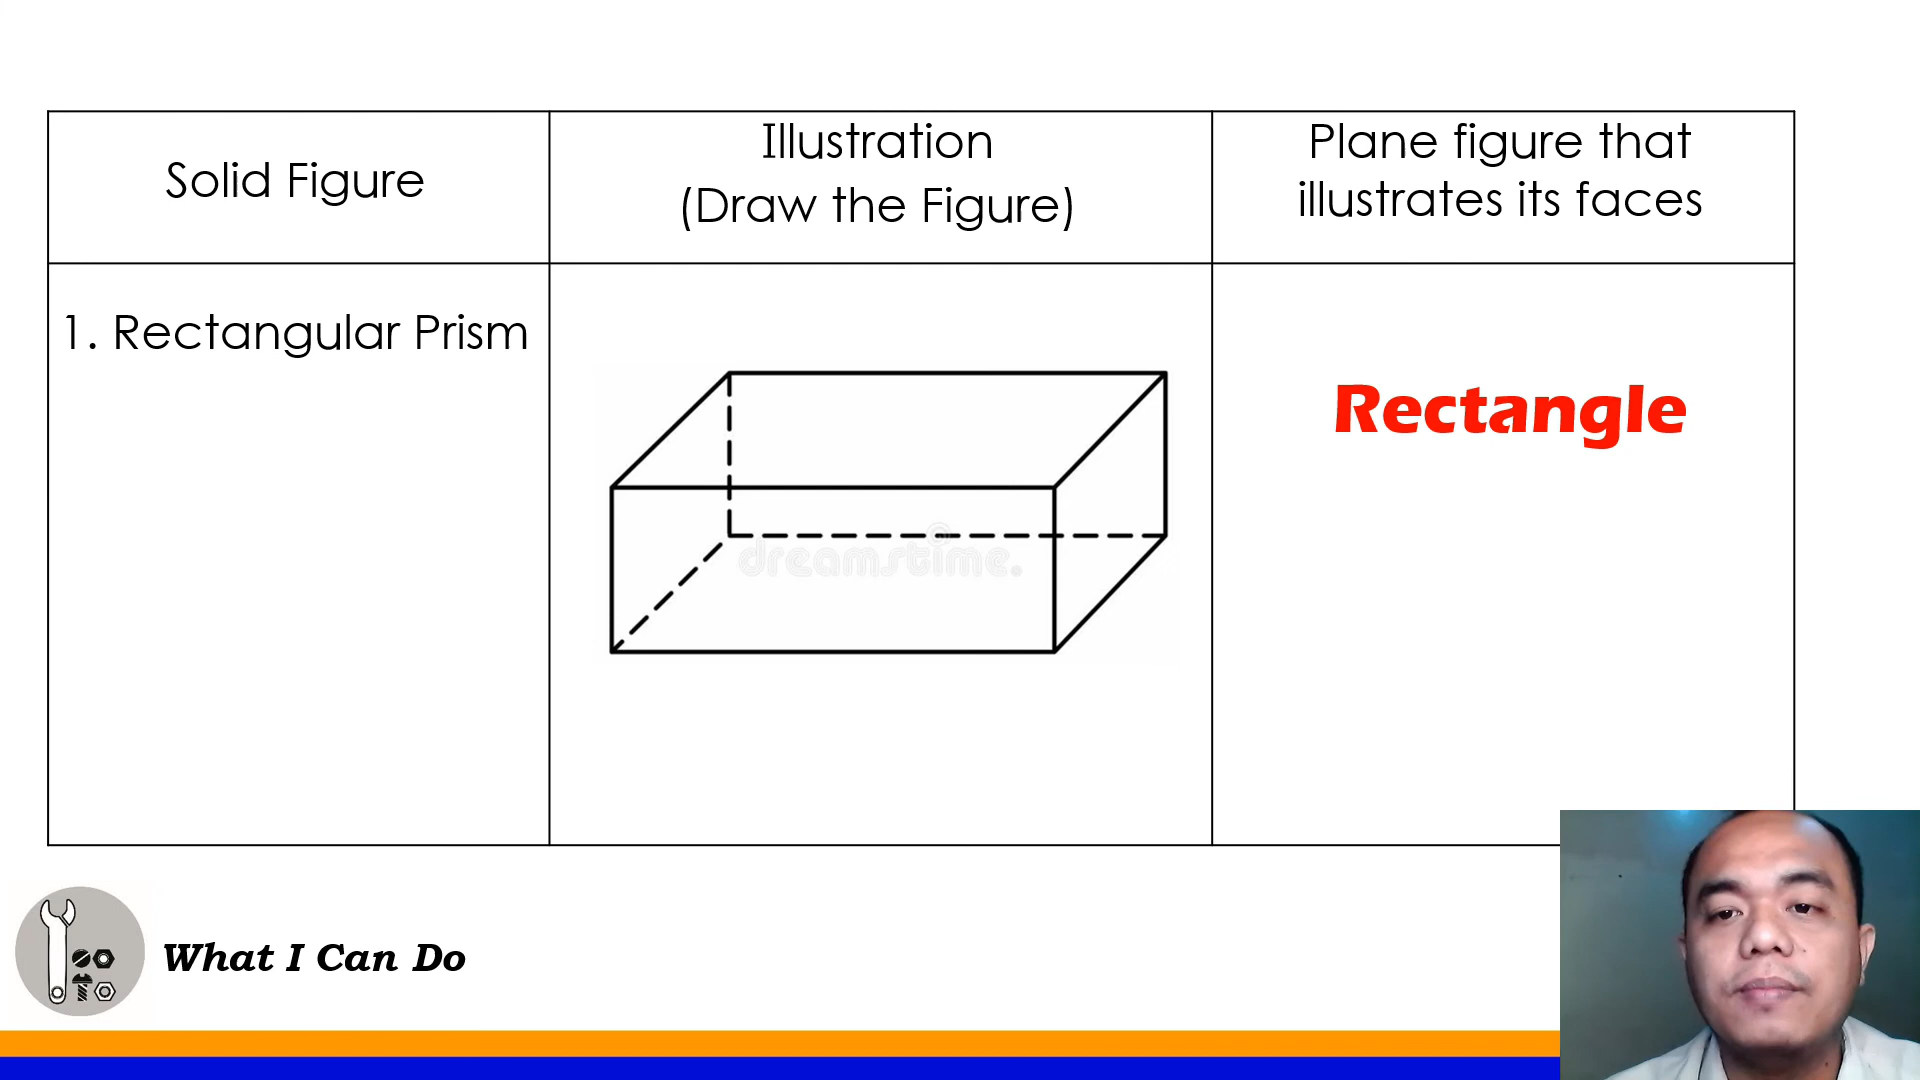 Solid Figure
Illustration
(Draw the Figure)
Plane figure that
illustrates its faces
1. Rectangular Prism
Rectangle
dreamstime.
What I Can Do